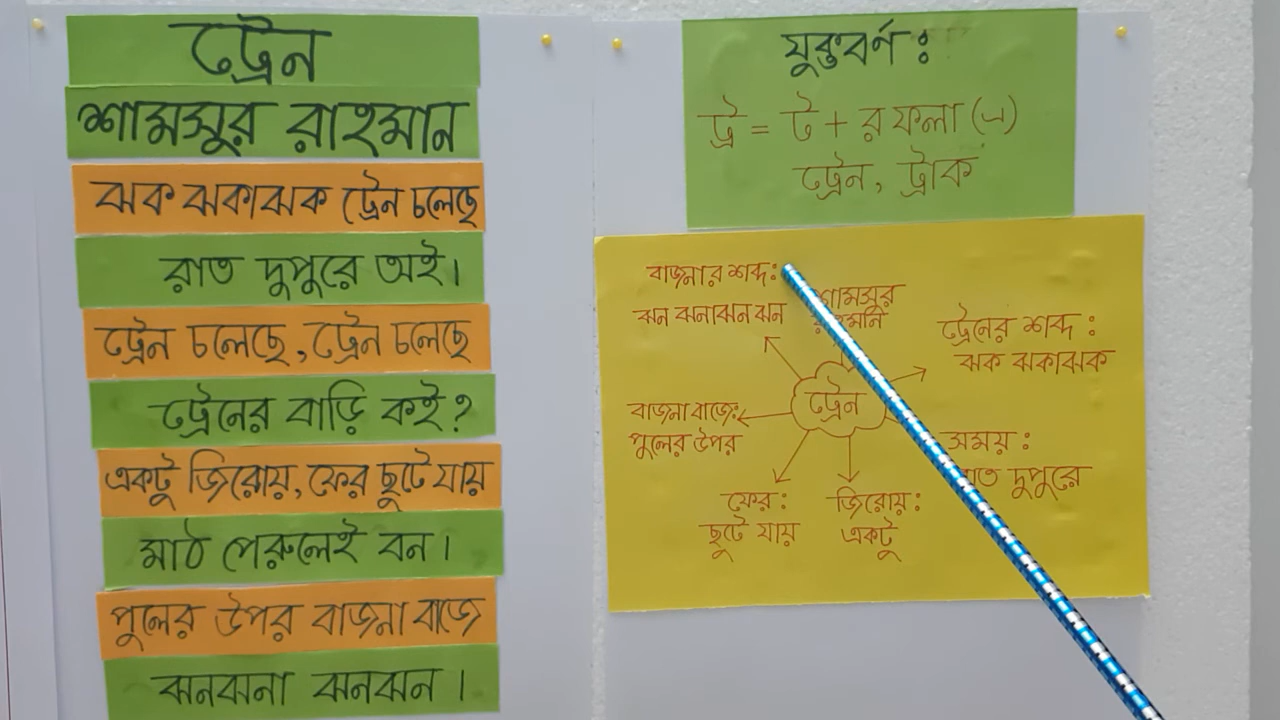 ট্রেন
শামসুর রাহমান
ঝক ঝকাঝক ট্রেন চলেছে
রাত দুপুরে অই।
ট্রেন চলেছে, ট্রেন চলেছে
ট্রেনের বাড়ি কই?
একটু জিরোয়, ফের ছুটে যায়
মাঠ পেরুলেই বন।
পুলের উপর বাজনা বাজে
ঝনঝনা ঝনঝন।
যুক্তবর্ণ:
ট্র = ট + র ফলা (্র)
ট্রেন, ট্রাক
বাজনার শব্দ:
ঝন ঝনাঝন ঝন
শামসুর
রাহমান
ট্রেনের শব্দ:
ঝক ঝকাঝক
ট্রেন
বাজনা বাজে:
পুলের উপর
সময়:
রাত দুপুরে
ফের:
ছুটে যায়
জিরোয়:
একটু